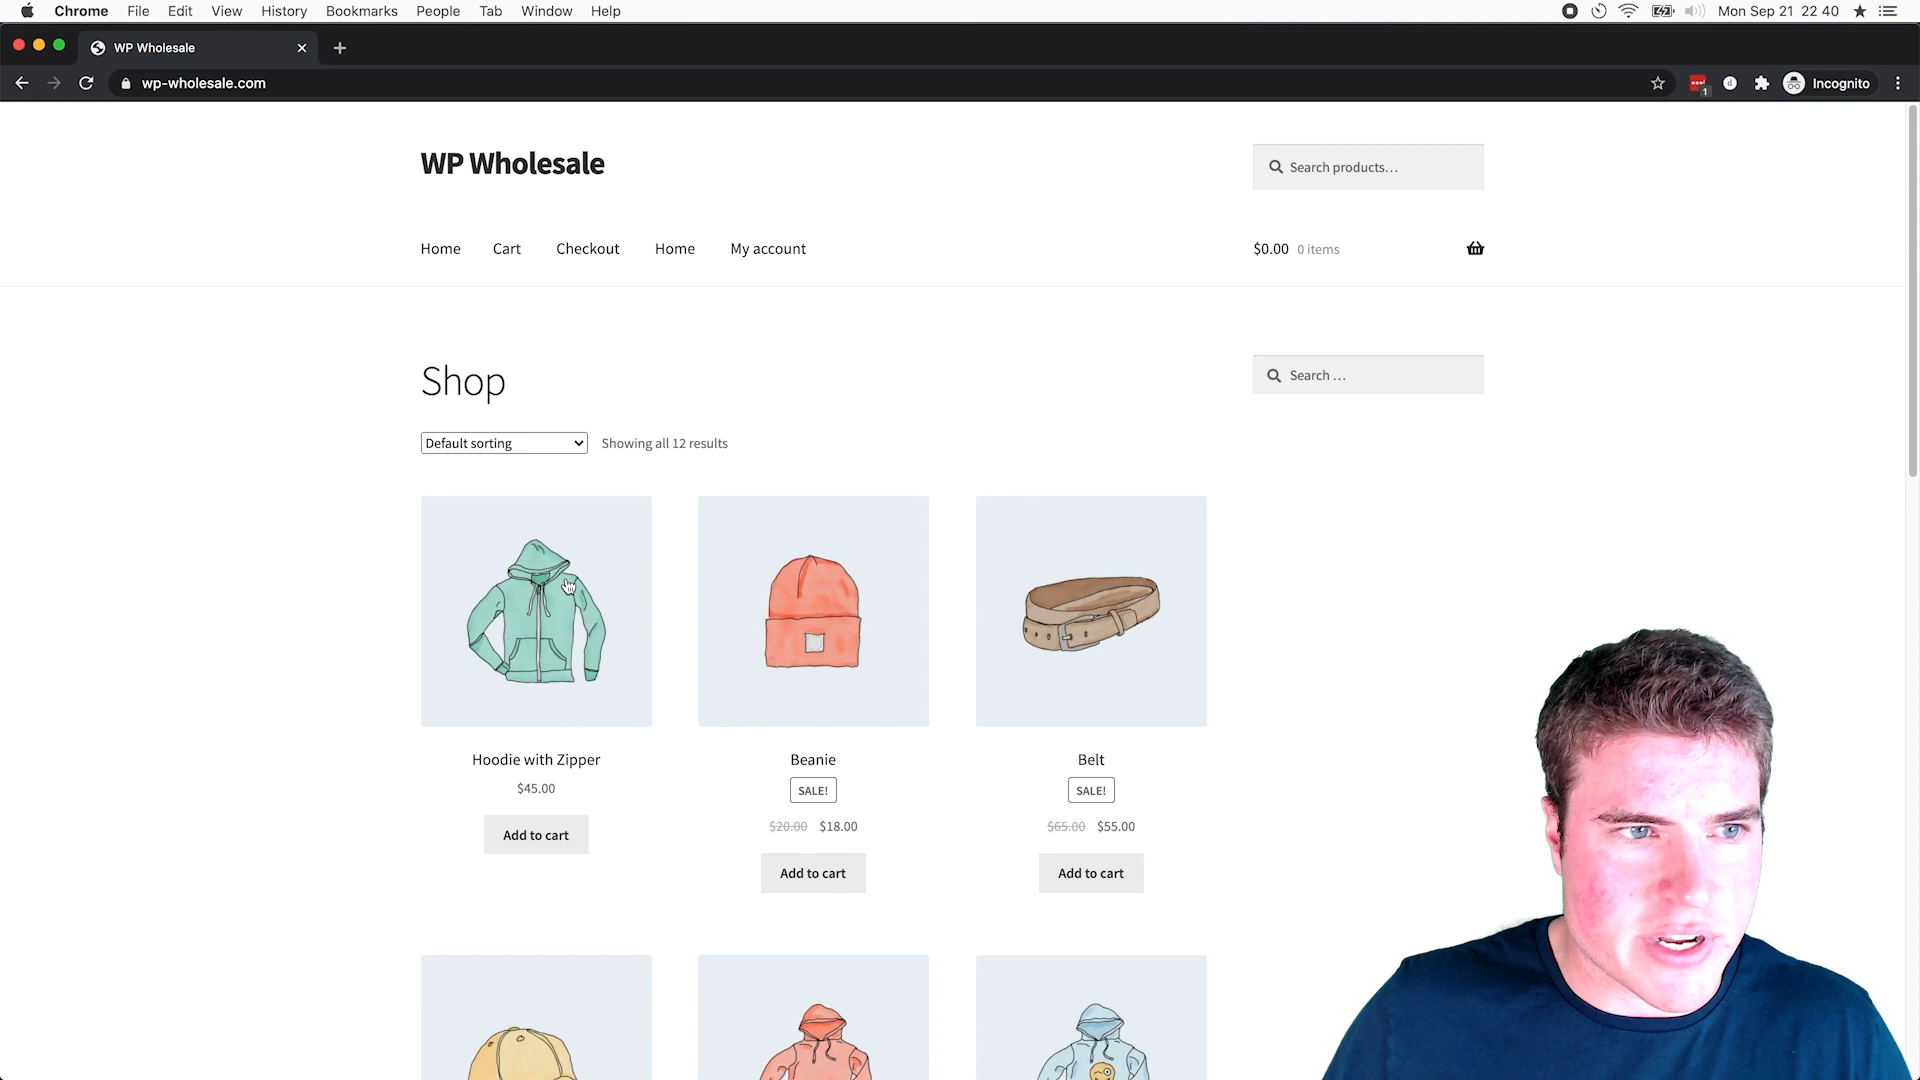 Chrome File Edit View History Bookmarks People Tab Window Help Mon Sep 21 22 40
WP Wholesale
wp-wholesale.com 1 d Incognito
WP Wholesale
Search products…
Home Cart Checkout Home My account $0.00 0 items
Shop
Search …
Default sorting Showing all 12 results
Hoodie with Zipper
$45.00
Add to cart
Beanie
SALE!
$20.00 $18.00
Add to cart
Belt
SALE!
$65.00 $55.00
Add to cart